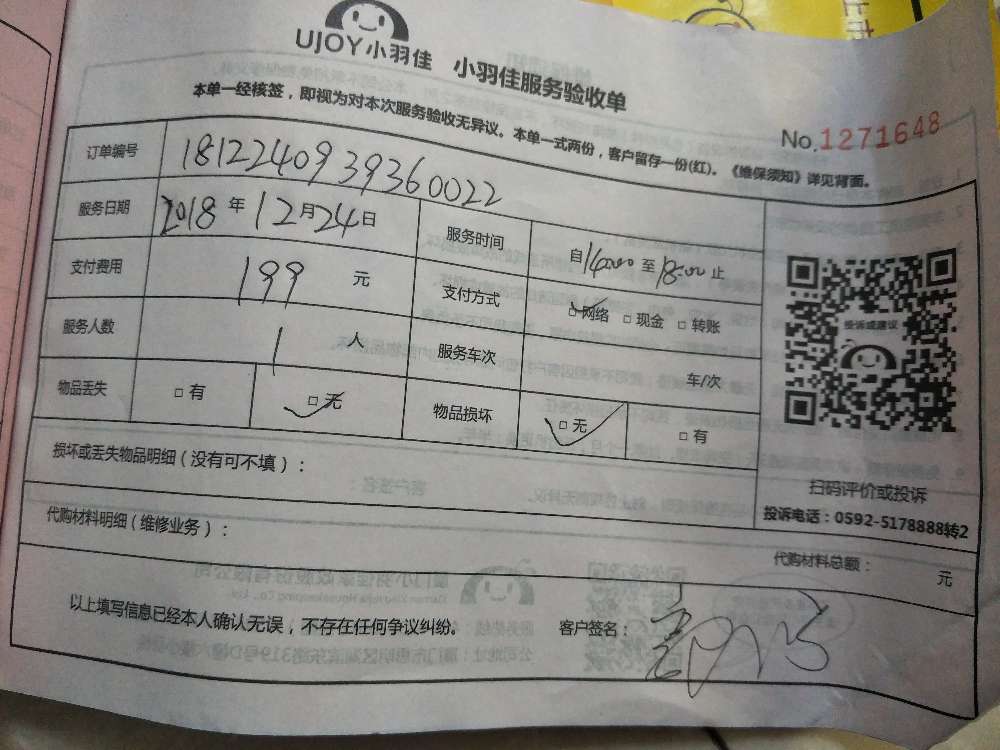 UJOY小羽佳 小羽佳服务验收单
本单一经核签，即视为对本次服务验收无异议。本单一式两份，客户留存一份(红)。《维保须知》详见背面。
No.1271648
订单编号 1812240939360022
服务日期 2018年12月24日 服务时间 自14:00至18:00止
支付费用 199元 支付方式 □网络 □现金 □转账
服务人数 1人 服务车次 车/次
物品丢失 □有 □无 物品损坏 □无 □有
投诉或建议
扫码评价或投诉
投诉电话：0592-5178888转2
损坏或丢失物品明细（没有可不填）：
代购材料明细（维修业务）：
代购材料总额： 元
以上填写信息已经本人确认无误，不存在任何争议纠纷。 客户签名：